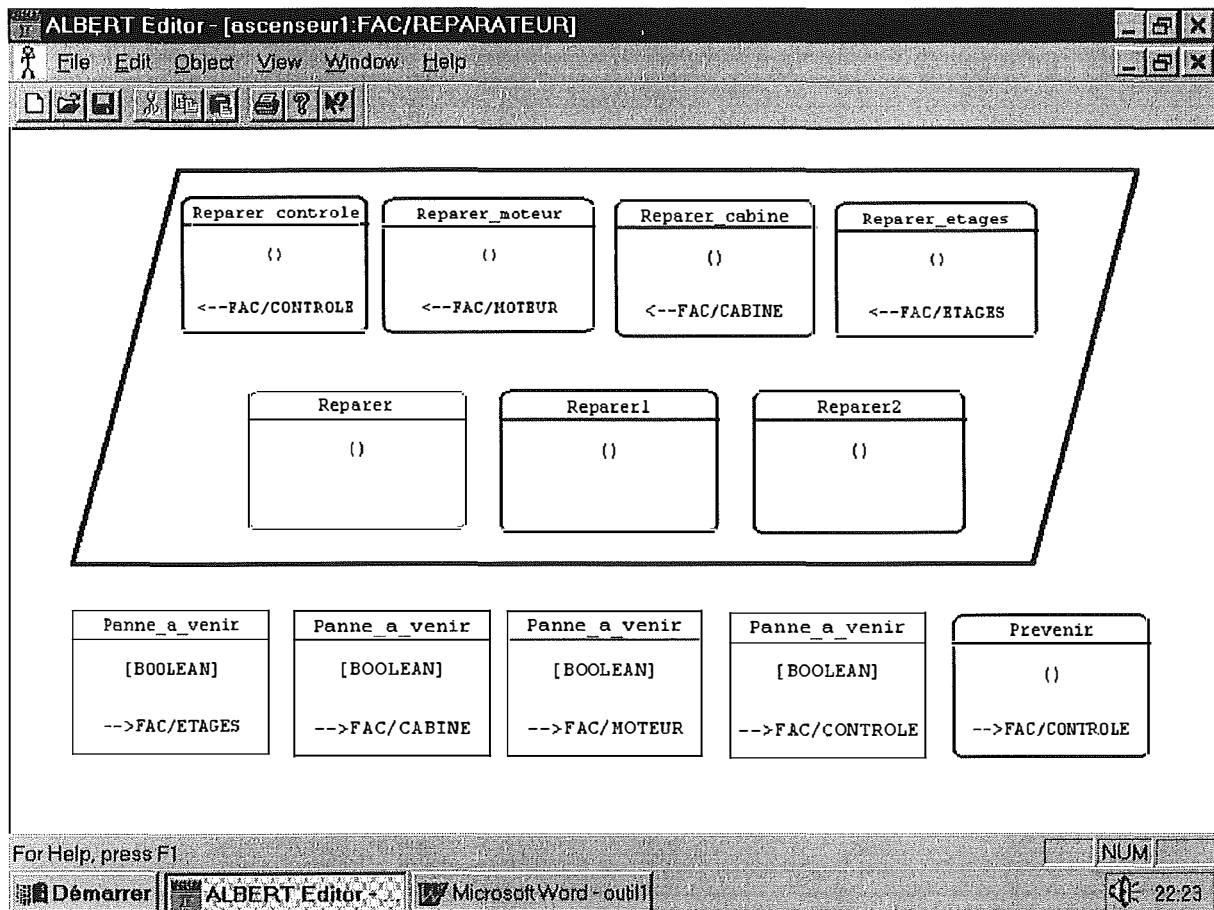 ALBERT Editor - [ascenseur1:FAC/REPARATEUR]
File Edit Object View Window Help
Reparer controle Reparer_moteur Reparer_cabine Reparer_etages
() () () ()
<--FAC/CONTROLE <--FAC/MOTEUR <--FAC/CABINE <--FAC/ETAGES
Reparer Reparer1 Reparer2
() () ()
Panne_a_venir Panne_a_venir Panne_a_venir Panne_a_venir Prevenir
[BOOLEAN] [BOOLEAN] [BOOLEAN] [BOOLEAN] ()
-->FAC/ETAGES -->FAC/CABINE -->FAC/MOTEUR -->FAC/CONTROLE -->FAC/CONTROLE
For Help, press F1 NUM
Démarrer ALBERT Editor - ... Microsoft Word - outil1 22:23